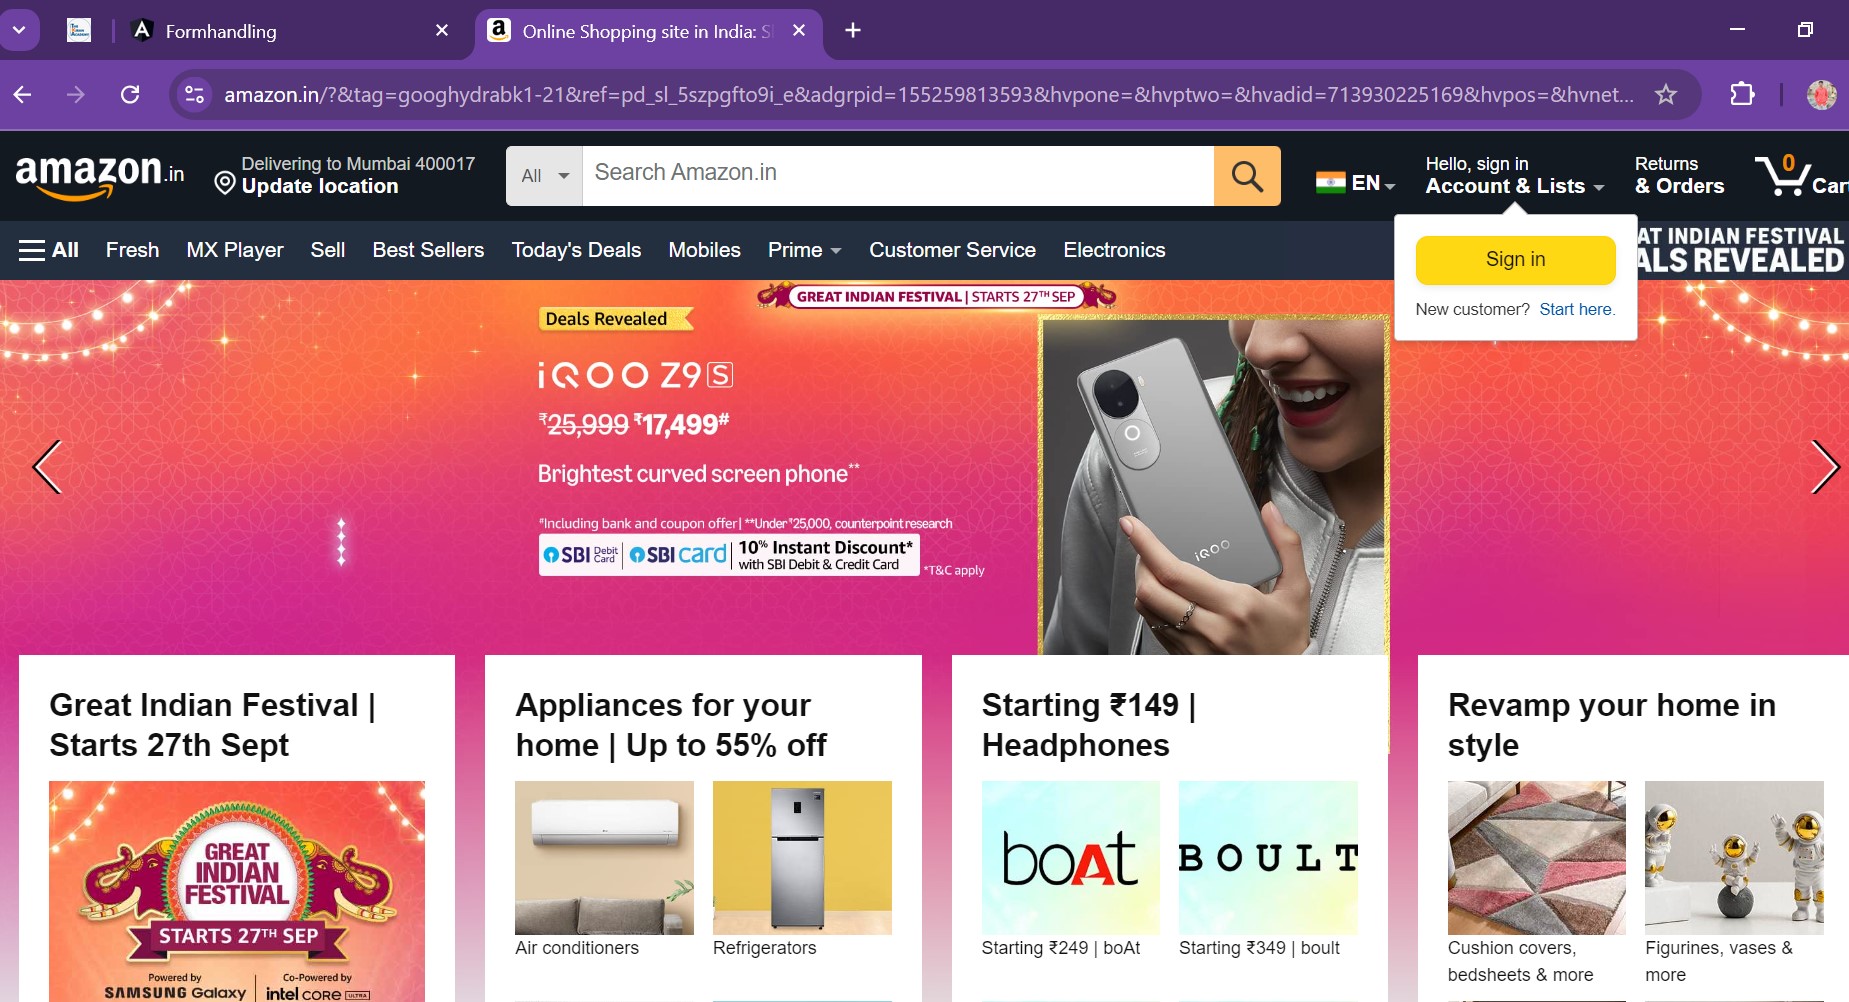 Formhandling
Online Shopping site in India: S
amazon.in/?&tag=googhydrabk1-21&ref=pd_sl_5szpgfto9i_e&adgrpid=155259813593&hvpone=&hvptwo=&hvadid=713930225169&hvpos=&hvnet...
amazon.in
Delivering to Mumbai 400017
Update location
All
Search Amazon.in
EN
Hello, sign in
Account & Lists
Returns
& Orders
0
Cart
All Fresh MX Player Sell Best Sellers Today's Deals Mobiles Prime Customer Service Electronics
AT INDIAN FESTIVAL
ALS REVEALED
Sign in
New customer? Start here.
GREAT INDIAN FESTIVAL | STARTS 27TH SEP
Deals Revealed
iQOO Z9 S
₹25,999 ₹17,499#
Brightest curved screen phone**
#Including bank and coupon offer| **Under ₹25,000, counterpoint research
SBI Debit Card | SBI card | 10% Instant Discount*
with SBI Debit & Credit Card
*T&C apply
iQOO
Great Indian Festival |
Starts 27th Sept
GREAT
INDIAN
FESTIVAL
STARTS 27TH SEP
Powered by
SAMSUNG Galaxy
Co-Powered by
intel CORE ULTRA
Appliances for your
home | Up to 55% off
Air conditioners
Refrigerators
Starting ₹149 |
Headphones
boAt
BOULT
Starting ₹249 | boAt
Starting ₹349 | boult
Revamp your home in
style
Cushion covers,
bedsheets & more
Figurines, vases &
more